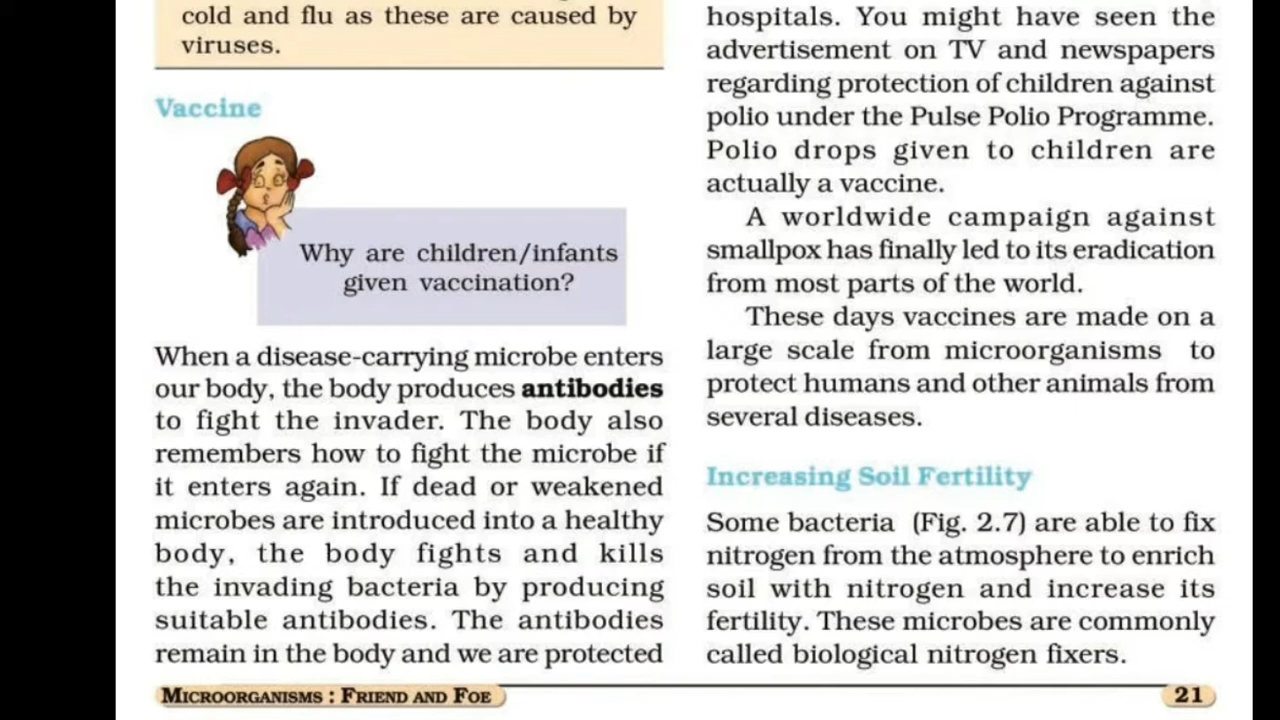 cold and flu as these are caused by
viruses.
Vaccine
Why are children/infants
given vaccination?
When a disease-carrying microbe enters
our body, the body produces antibodies
to fight the invader. The body also
remembers how to fight the microbe if
it enters again. If dead or weakened
microbes are introduced into a healthy
body, the body fights and kills
the invading bacteria by producing
suitable antibodies. The antibodies
remain in the body and we are protected
hospitals. You might have seen the
advertisement on TV and newspapers
regarding protection of children against
polio under the Pulse Polio Programme.
Polio drops given to children are
actually a vaccine.
A worldwide campaign against
smallpox has finally led to its eradication
from most parts of the world.
These days vaccines are made on a
large scale from microorganisms to
protect humans and other animals from
several diseases.
Increasing Soil Fertility
Some bacteria (Fig. 2.7) are able to fix
nitrogen from the atmosphere to enrich
soil with nitrogen and increase its
fertility. These microbes are commonly
called biological nitrogen fixers.
MICROORGANISMS : FRIEND AND FOE
21